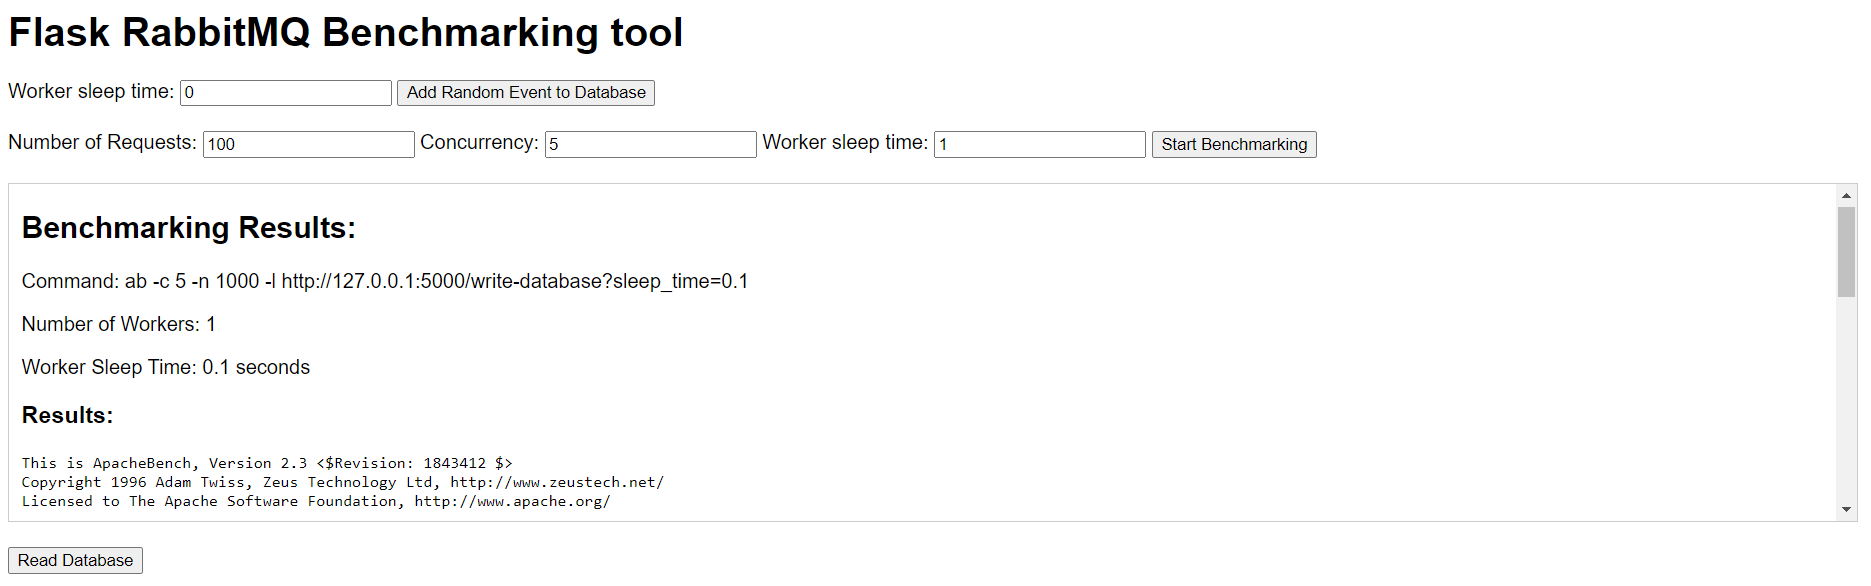 Flask RabbitMQ Benchmarking tool
Worker sleep time: 0 Add Random Event to Database
Number of Requests: 100 Concurrency: 5 Worker sleep time: 1 Start Benchmarking
Benchmarking Results:
Command: ab -c 5 -n 1000 -l http://127.0.0.1:5000/write-database?sleep_time=0.1
Number of Workers: 1
Worker Sleep Time: 0.1 seconds
Results:
This is ApacheBench, Version 2.3 <$Revision: 1843412 $>
Copyright 1996 Adam Twiss, Zeus Technology Ltd, http://www.zeustech.net/
Licensed to The Apache Software Foundation, http://www.apache.org/
Read Database